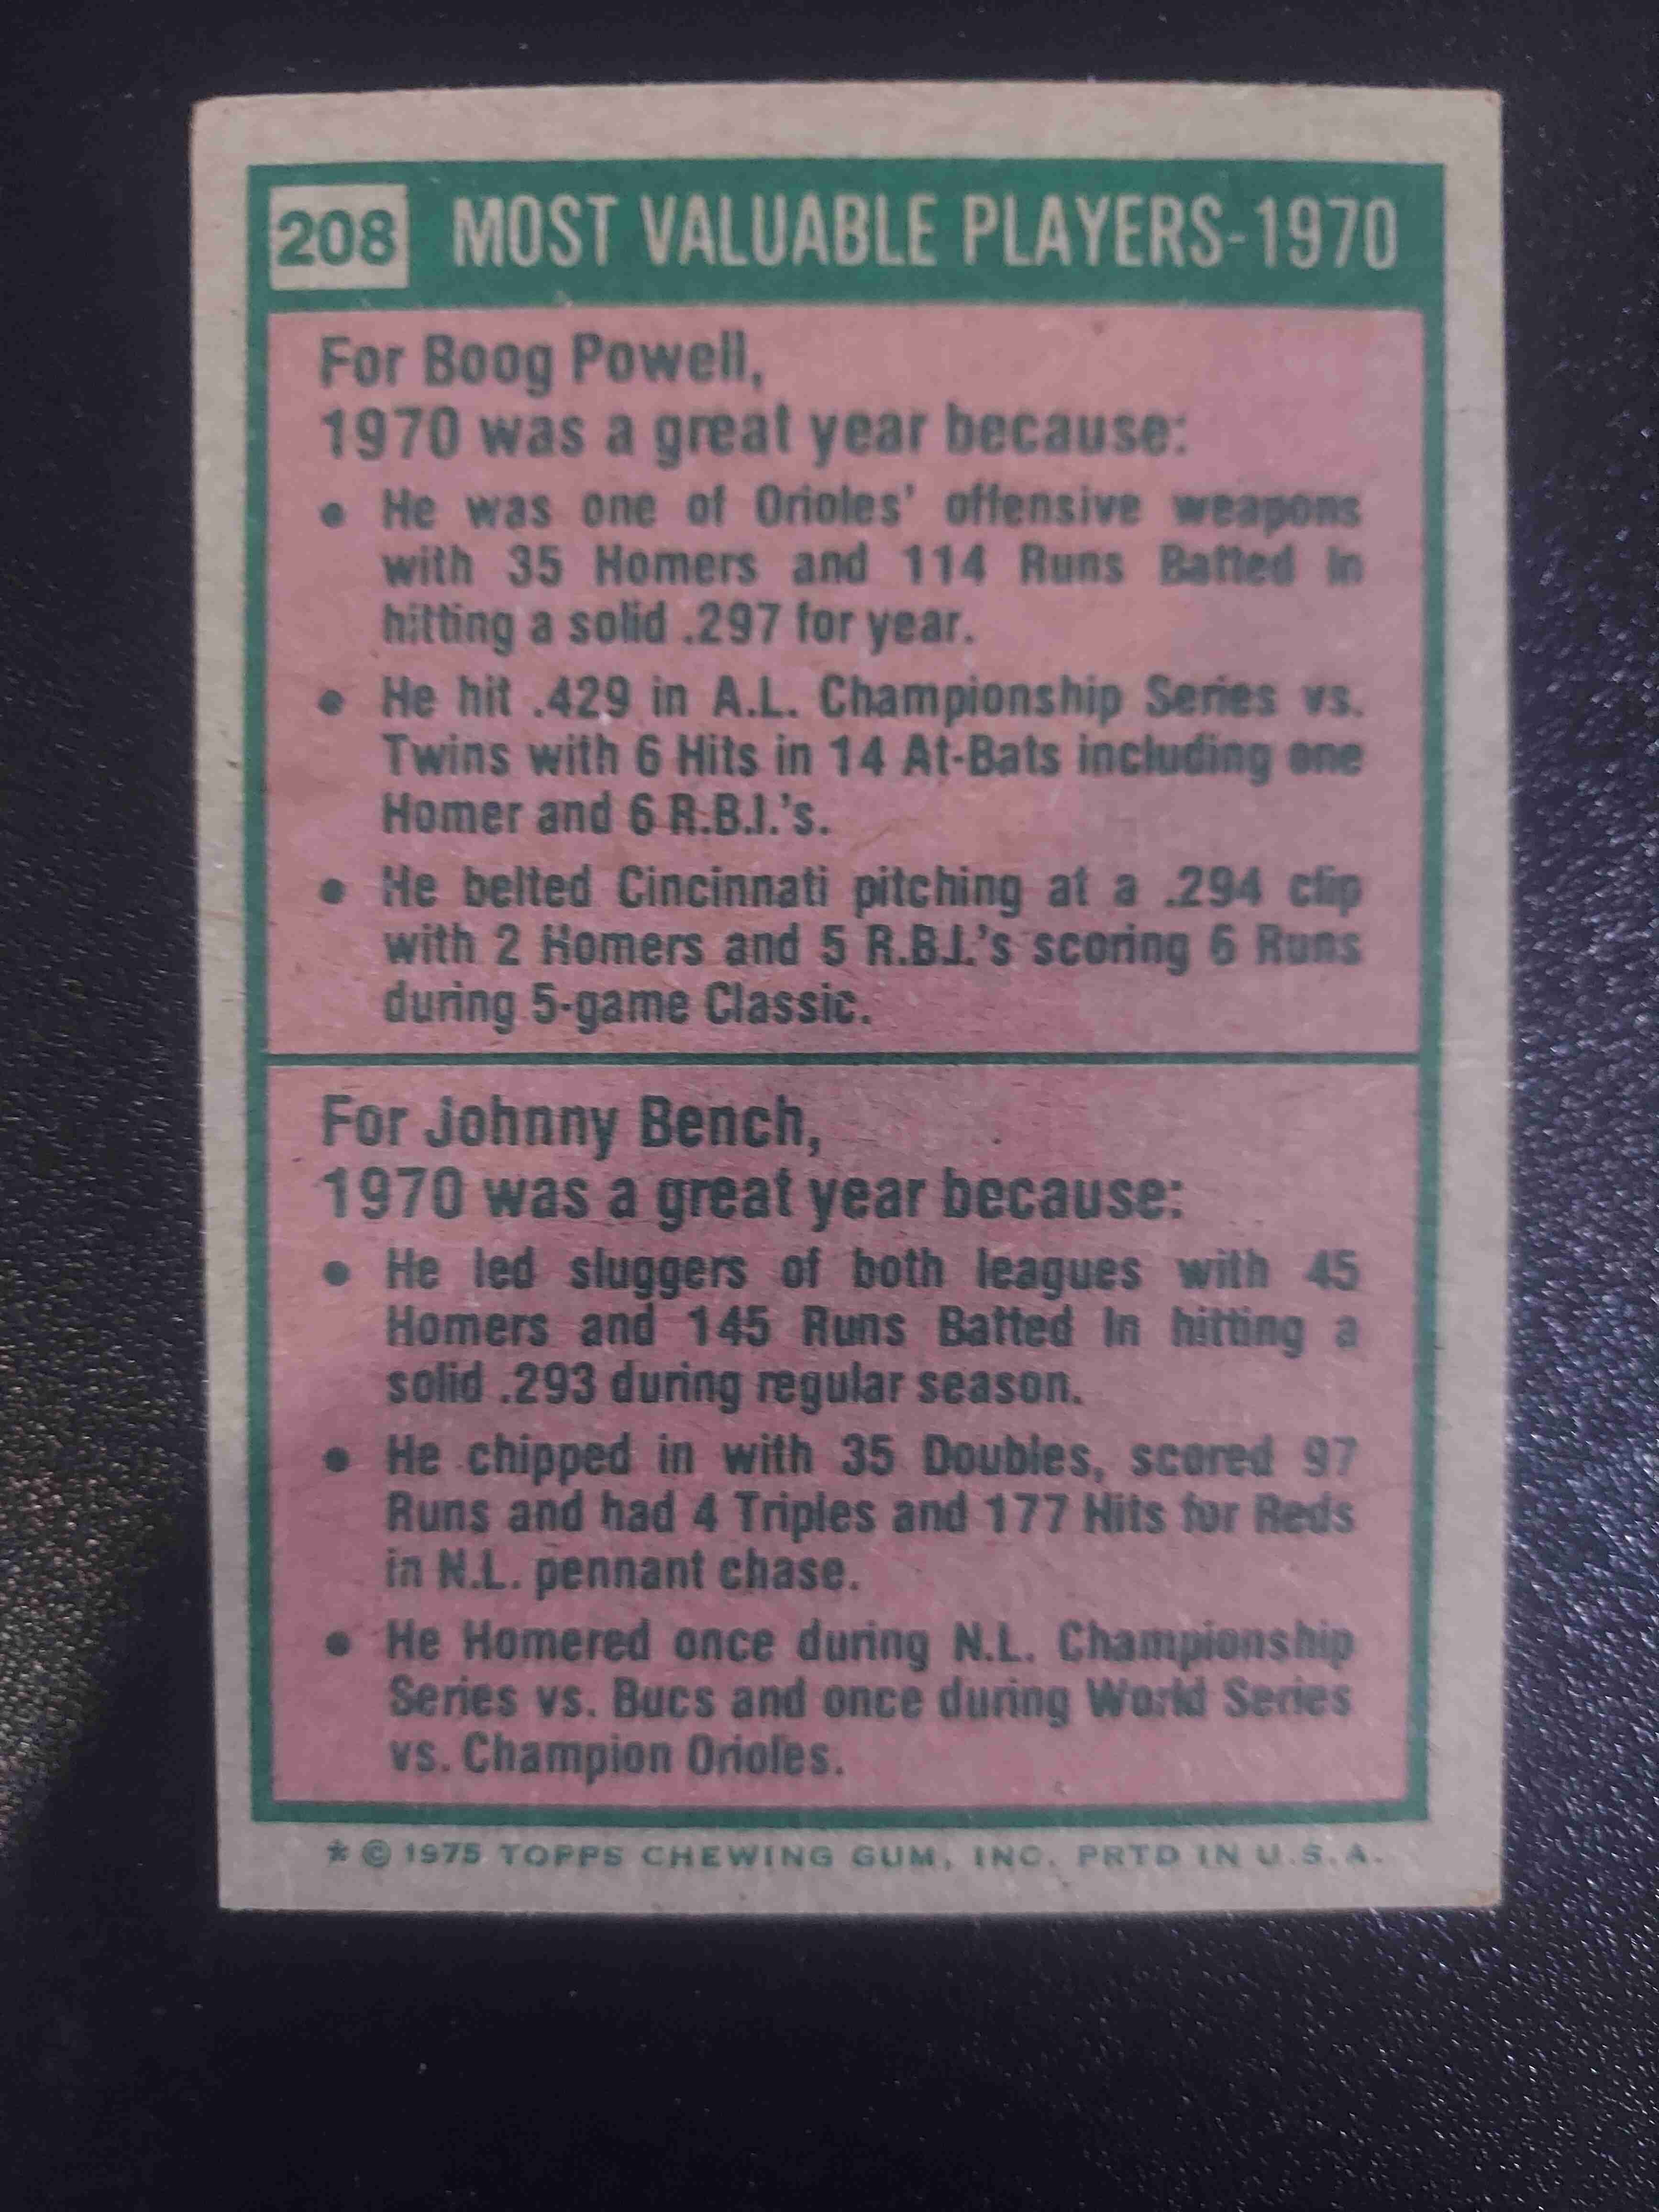 208 MOST VALUABLE PLAYERS-1970
For Boog Powell,
1970 was a great year because:
• He was one of Orioles' offensive weapons
with 35 Homers and 114 Runs Batted In
hitting a solid .297 for year.
• He hit .429 in A.L. Championship Series vs.
Twins with 6 Hits in 14 At-Bats including one
Homer and 6 R.B.I.'s.
• He belted Cincinnati pitching at a .294 clip
with 2 Homers and 5 R.B.I.'s scoring 6 Runs
during 5-game Classic.
For Johnny Bench,
1970 was a great year because:
• He led sluggers of both leagues with 45
Homers and 145 Runs Batted In hitting a
solid .293 during regular season.
• He chipped in with 35 Doubles, scored 97
Runs and had 4 Triples and 177 Hits for Reds
in N.L. pennant chase.
• He Homered once during N.L. Championship
Series vs. Bucs and once during World Series
vs. Champion Orioles.
* © 1975 TOPPS CHEWING GUM, INC. PRTD IN U.S.A.